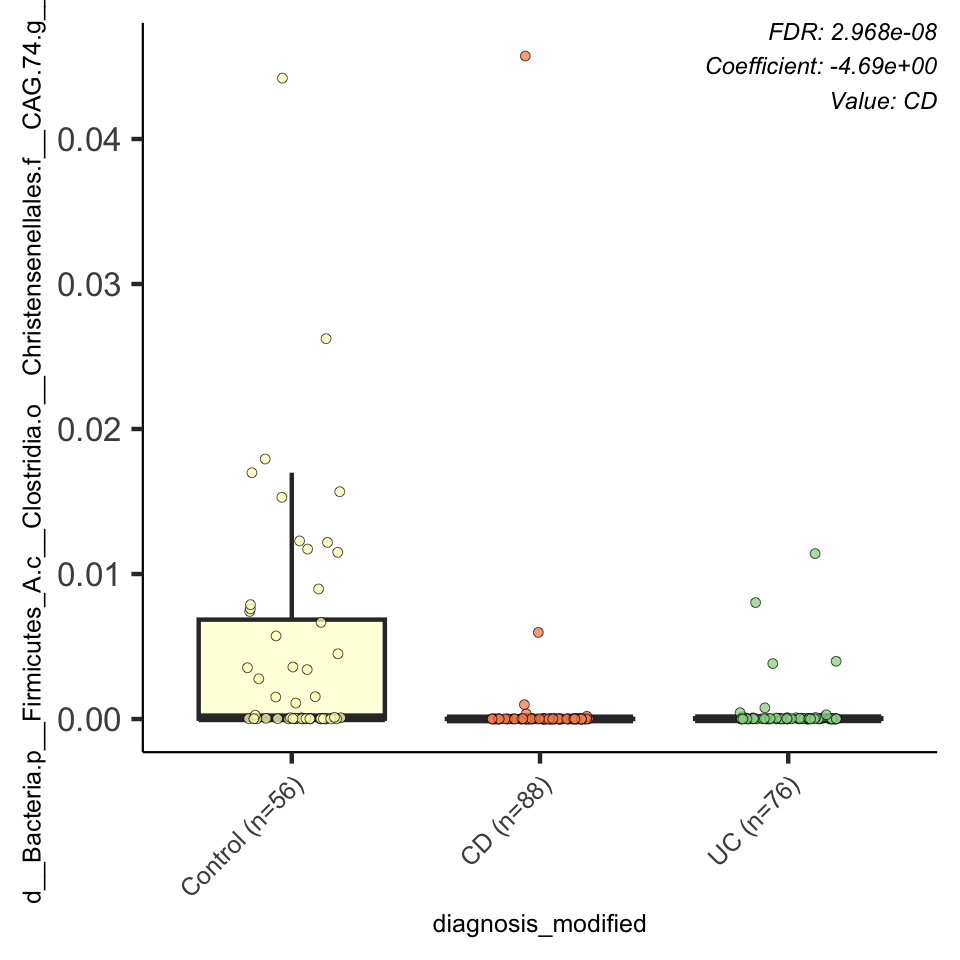 FDR: 2.968e-08
Coefficient: -4.69e+00
Value: CD
d__Bacteria.p__Firmicutes_A.c__Clostridia.o__Christensenellales.f__CAG.74.g_
0.04
0.03
0.02
0.01
0.00
Control (n=56)
CD (n=88)
UC (n=76)
diagnosis_modified